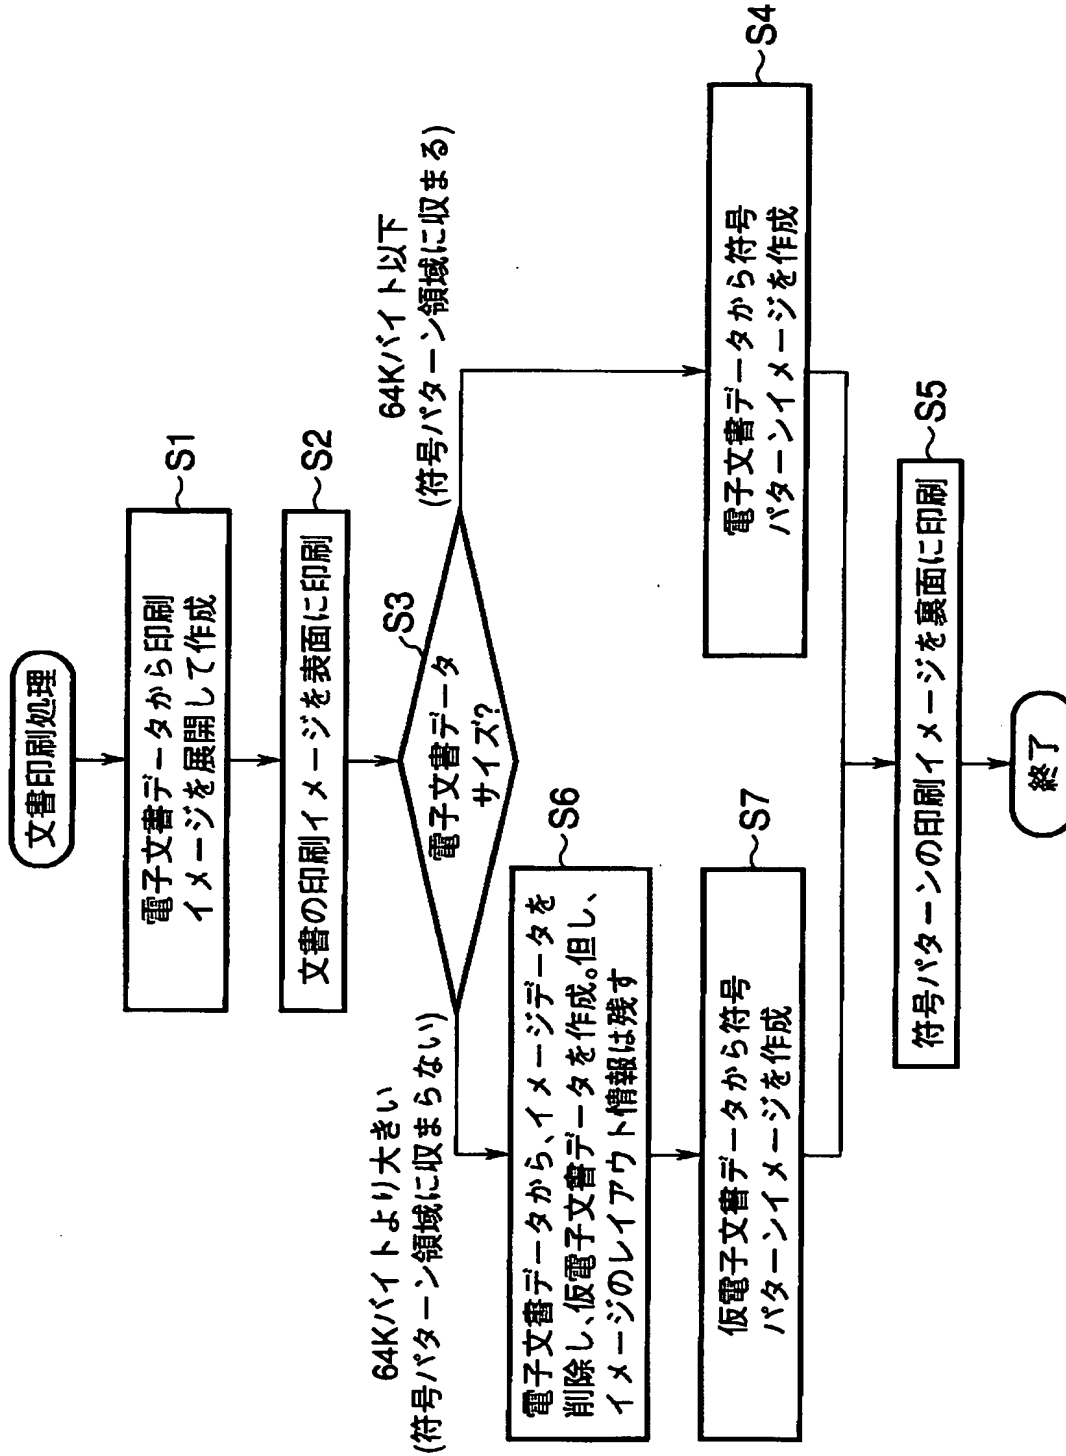 文書印刷処理
電子文書データから印刷
イメージを展開して作成
S1
文書の印刷イメージを表面に印刷
S2
電子文書データ
サイズ?
S3
64Kバイトより大きい
(符号パターン領域に収まらない)
64Kバイト以下
(符号パターン領域に収まる)
電子文書データから、イメージデータを
削除し、仮電子文書データを作成。但し、
イメージのレイアウト情報は残す
S6
仮電子文書データから符号
パターンイメージを作成
S7
電子文書データから符号
パターンイメージを作成
S4
符号パターンの印刷イメージを裏面に印刷
S5
終了